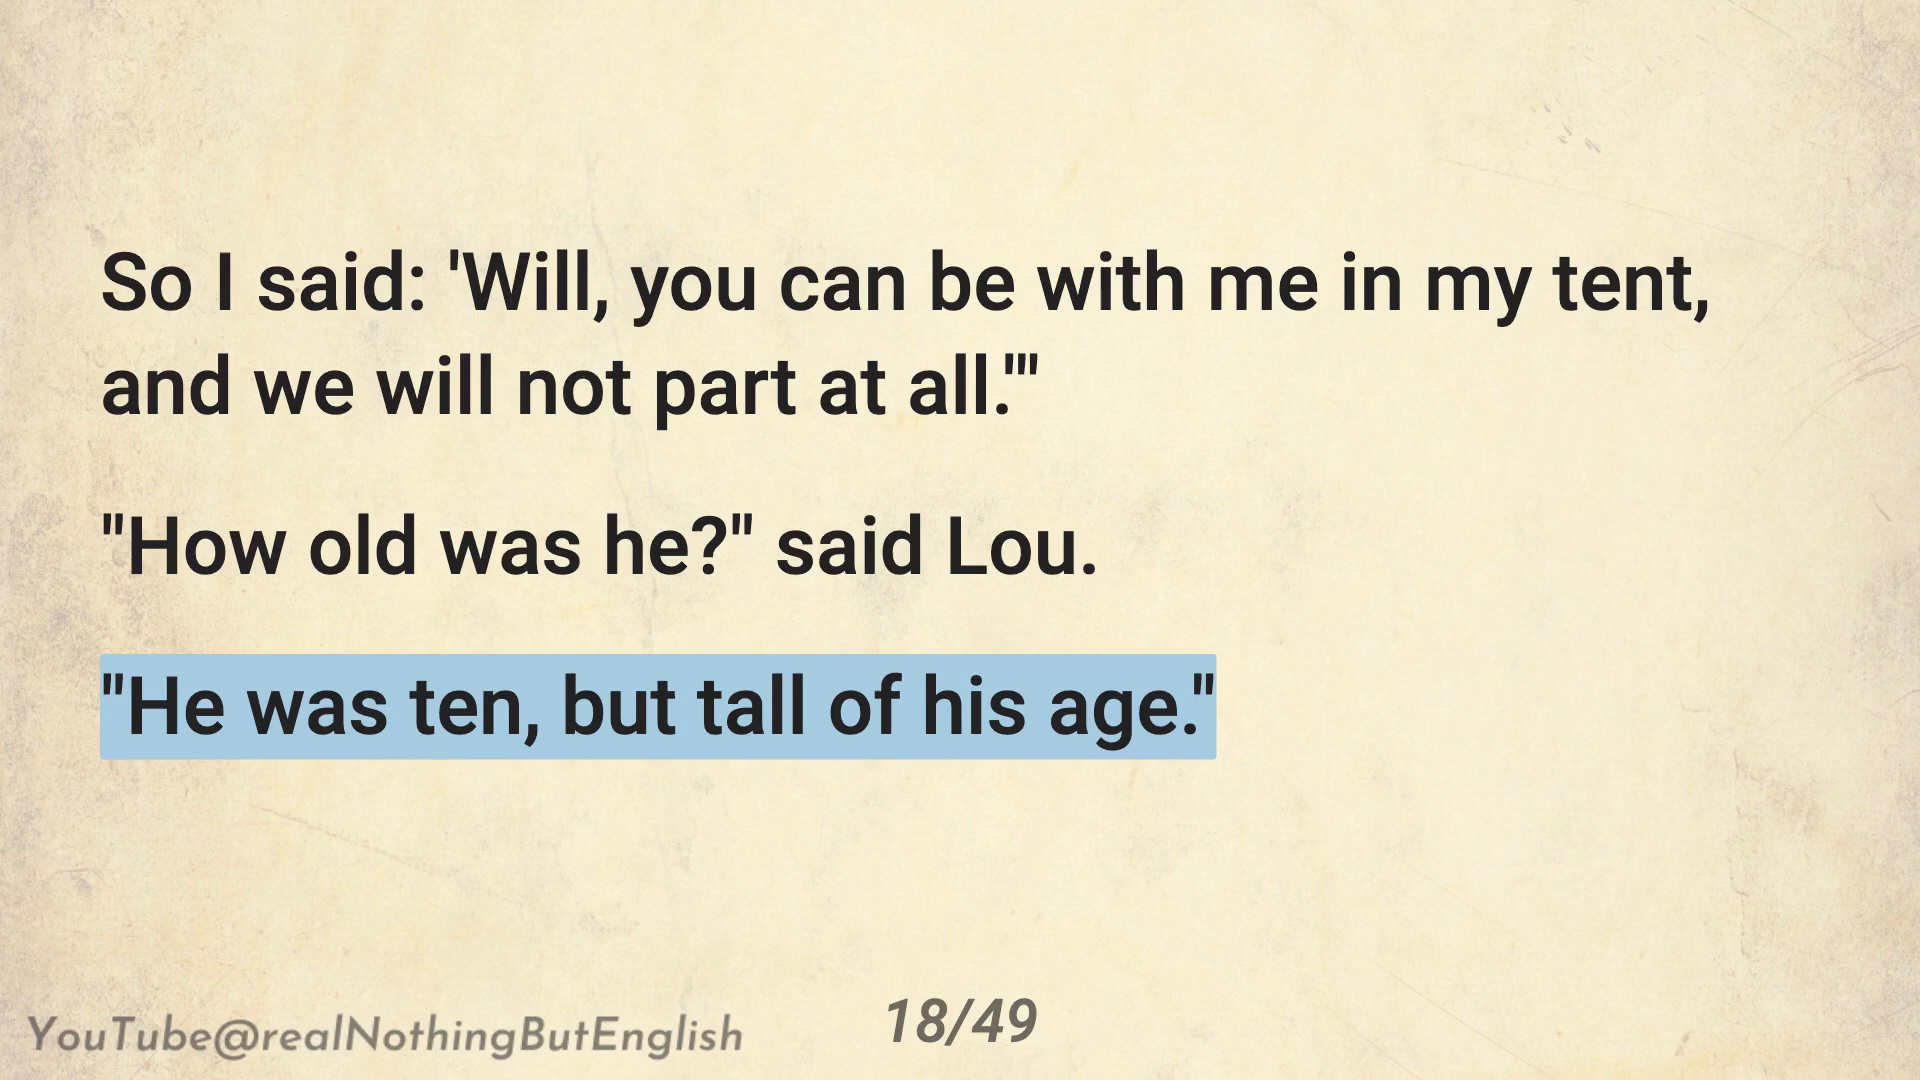 So I said: 'Will, you can be with me in my tent,
and we will not part at all.'"
"How old was he?" said Lou.
"He was ten, but tall of his age."
YouTube@realNothingButEnglish
18/49